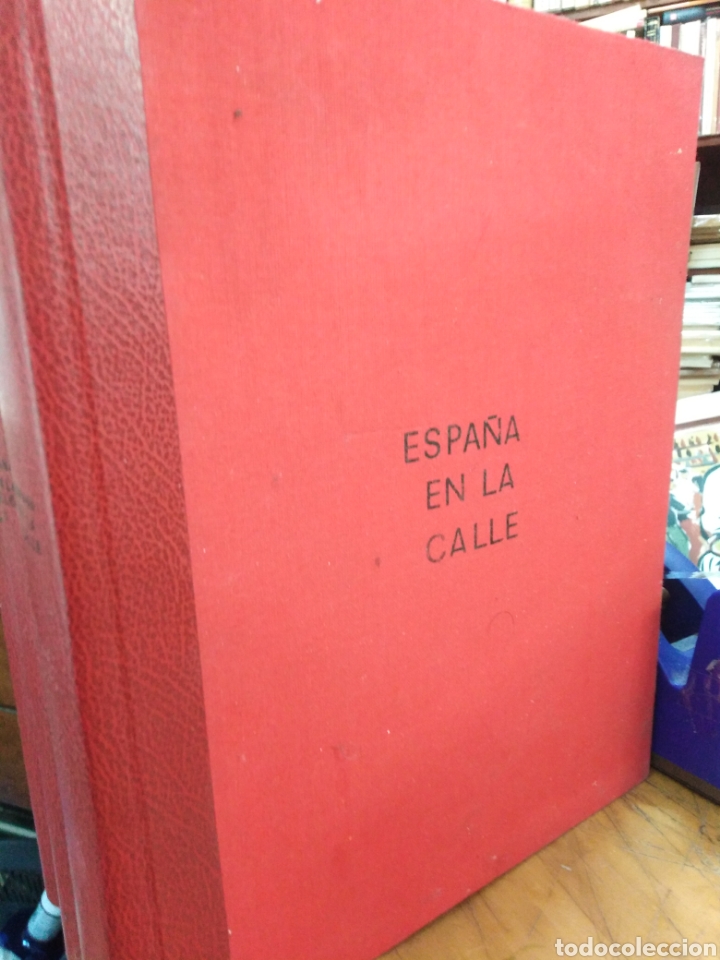 ESPAÑA
EN LA
CALLE
todocoleccion